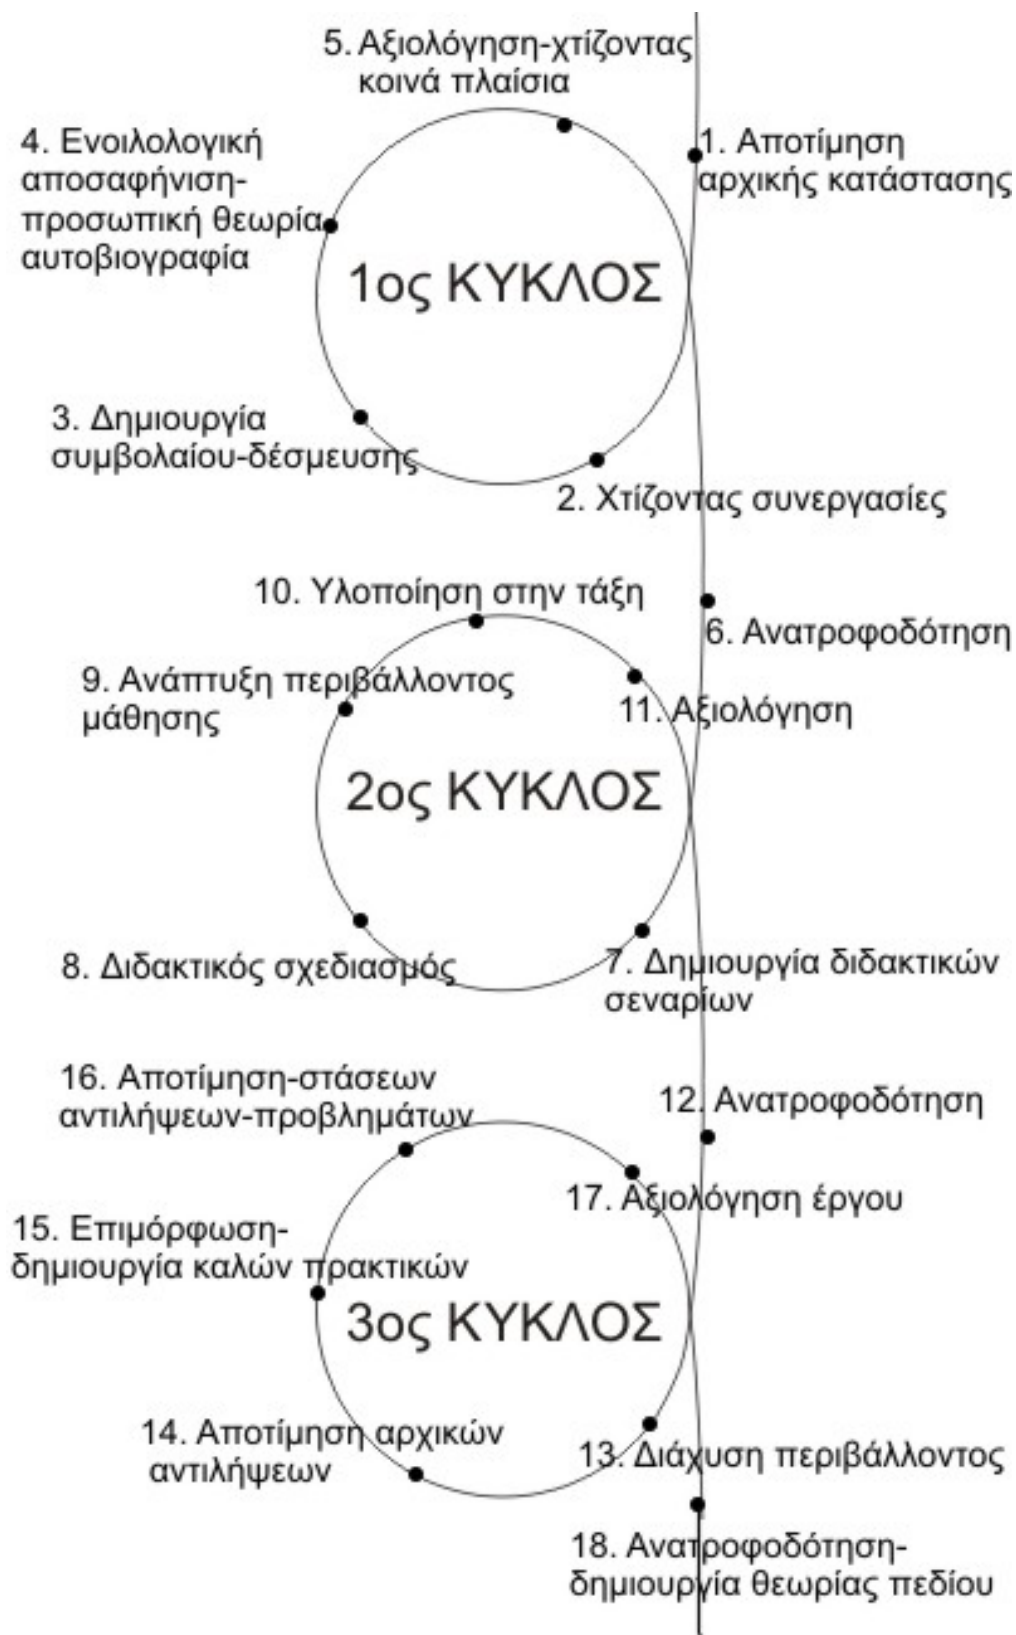 5. Αξιολόγηση-χτίζοντας
κοινά πλαίσια
4. Ενοιλολογική
αποσαφήνιση-
προσωπική θεωρία
αυτοβιογραφία
1. Αποτίμηση
αρχικής κατάστασης
1ος ΚΥΚΛΟΣ
3. Δημιουργία
συμβολαίου-δέσμευσης
2. Χτίζοντας συνεργασίες
10. Υλοποίηση στην τάξη
6. Ανατροφοδότηση
9. Ανάπτυξη περιβάλλοντος
μάθησης
11. Αξιολόγηση
2ος ΚΥΚΛΟΣ
8. Διδακτικός σχεδιασμός
7. Δημιουργία διδακτικών
σεναρίων
16. Αποτίμηση-στάσεων
αντιλήψεων-προβλημάτων
12. Ανατροφοδότηση
17. Αξιολόγηση έργου
15. Επιμόρφωση-
δημιουργία καλών πρακτικών
3ος ΚΥΚΛΟΣ
14. Αποτίμηση αρχικών
αντιλήψεων
13. Διάχυση περιβάλλοντος
18. Ανατροφοδότηση-
δημιουργία θεωρίας πεδίου